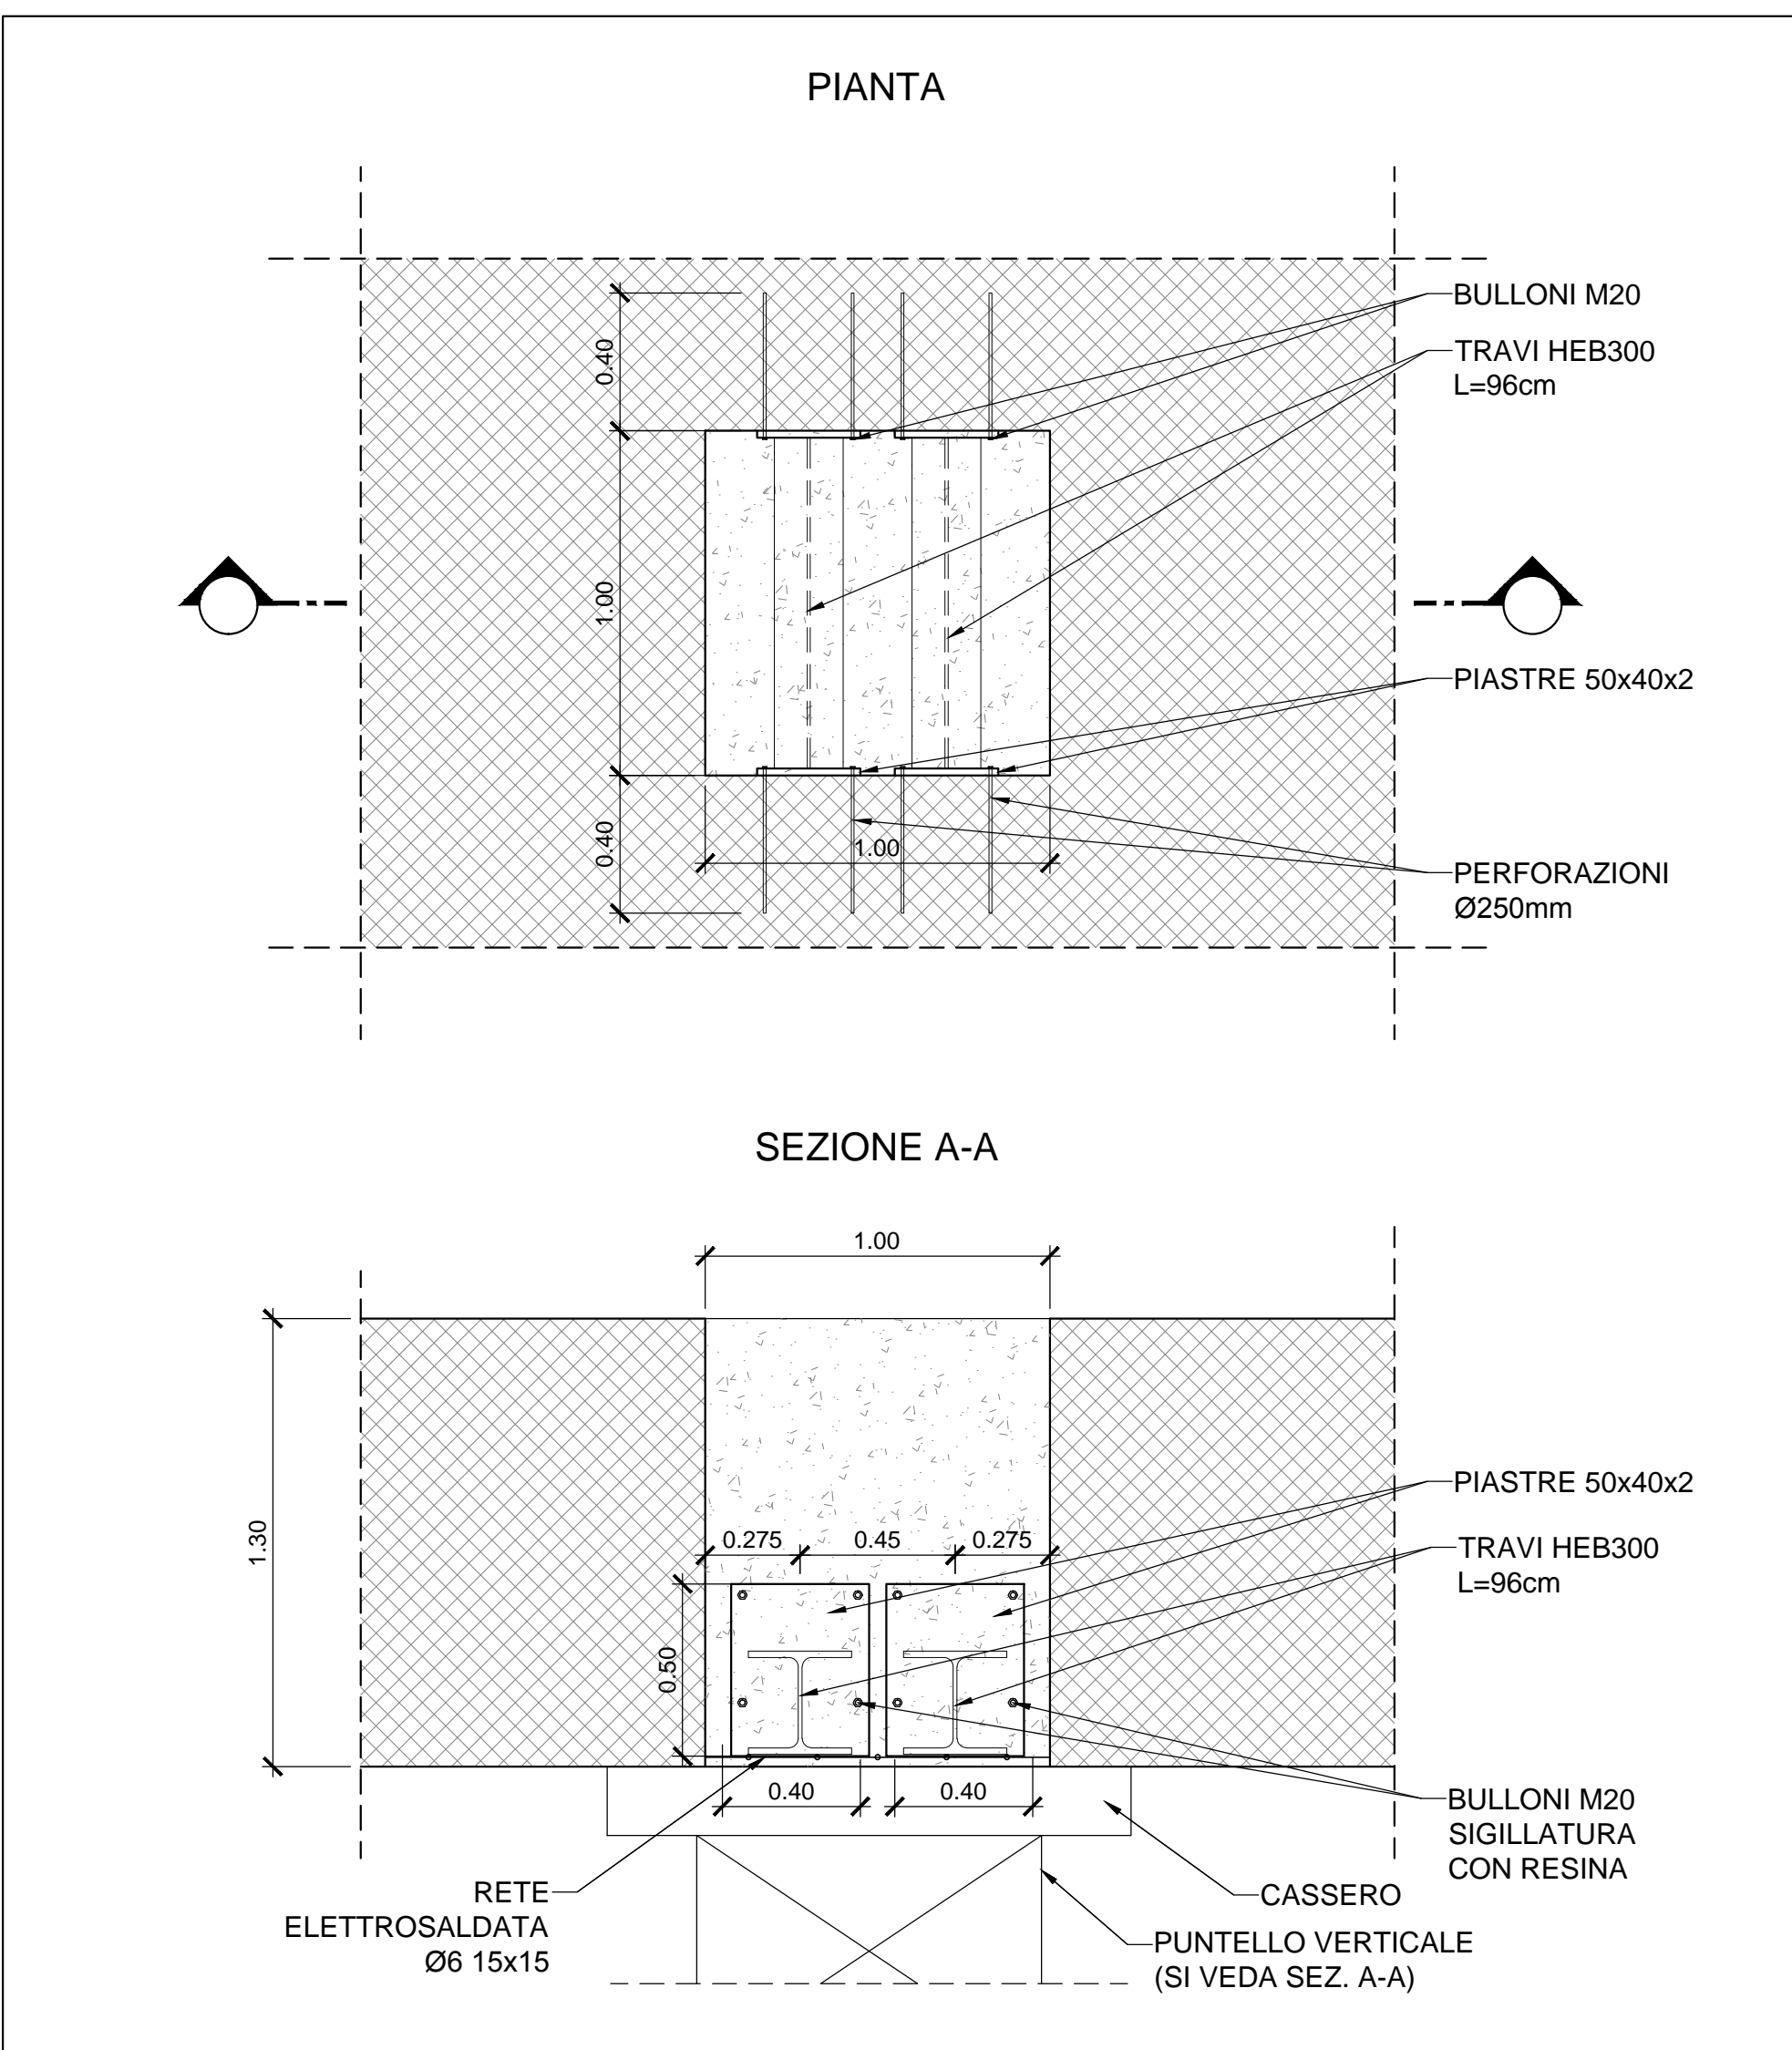 PIANTA
BULLONI M20
TRAVI HEB300
L=96cm
0.40
1.00
PIASTRE 50x40x2
0.40
1.00
PERFORAZIONI
Ø250mm
SEZIONE A-A
1.00
1.30
PIASTRE 50x40x2
0.275
0.45
0.275
TRAVI HEB300
L=96cm
0.50
0.40
0.40
BULLONI M20
SIGILLATURA
CON RESINA
RETE
ELETTROSALDATA
Ø6 15x15
CASSERO
PUNTELLO VERTICALE
(SI VEDA SEZ. A-A)